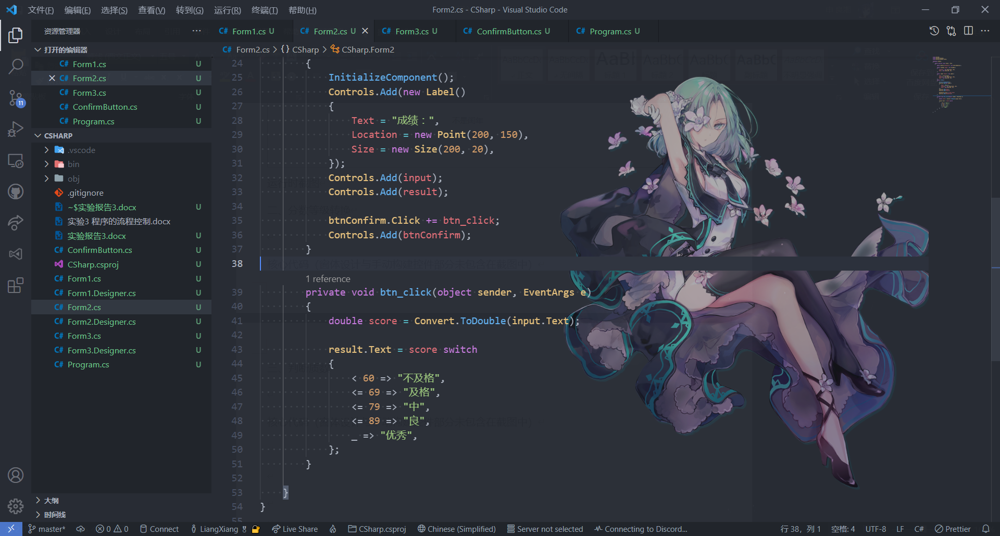 文件(F) 编辑(E) 选择(S) 查看(V) 转到(G) 运行(R) 终端(T) 帮助(H) Form2.cs - CSharp - Visual Studio Code
资源管理器 ··· C# Form1.cs U C# Form2.cs U C# Form3.cs U C# ConfirmButton.cs U C# Program.cs U
打开的编辑器
C# Form1.cs U
C# Form2.cs U
C# Form3.cs U
C# ConfirmButton.cs U
C# Program.cs U
CSHARP
.vscode
bin
obj
.gitignore
~$实验报告3.docx U
实验3 程序的流程控制.docx
实验报告3.docx U
C# ConfirmButton.cs U
CSharp.csproj U
C# Form1.cs U
C# Form1.Designer.cs U
C# Form2.cs U
C# Form2.Designer.cs U
C# Form3.cs U
C# Form3.Designer.cs U
C# Program.cs U
大纲
时间线
11
C# Form2.cs > {} CSharp > CSharp.Form2
24 {
25 InitializeComponent();
26 Controls.Add(new Label()
27 {
28 Text = "成绩：",
29 Location = new Point(200, 150),
30 Size = new Size(200, 20),
31 });
32 Controls.Add(input);
33 Controls.Add(result);
34
35 btnConfirm.Click += btn_click;
36 Controls.Add(btnConfirm);
37 }
38
1 reference
39 private void btn_click(object sender, EventArgs e)
40 {
41 double score = Convert.ToDouble(input.Text);
42
43 result.Text = score switch
44 {
45 < 60 => "不及格",
46 <= 69 => "及格",
47 <= 79 => "中",
48 <= 89 => "良",
49 _ => "优秀",
50 };
51 }
52
53 }
54 }
55
master* 0 0 Connect LiangXiang Live Share CSharp.csproj Chinese (Simplified) Server not selected Connecting to Discord... 行 38，列 1 空格: 4 UTF-8 LF C# Prettier